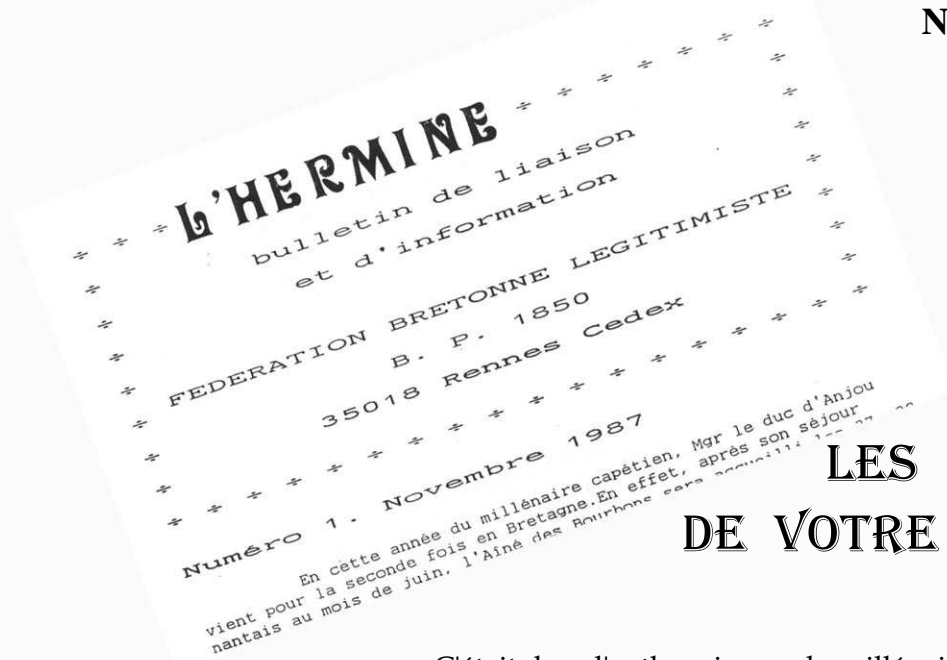 N
L'HERMINE
bulletin de liaison
et d'information
FEDERATION BRETONNE LEGITIMISTE
B. P. 1850
35018 Rennes Cedex
Numéro 1. Novembre 1987
En cette année du millénaire capétien, Mgr le duc d'Anjou
vient pour la seconde fois en Bretagne.En effet, après son séjour
nantais au mois de juin, l'Aîné des Bourbons sera accueilli les
LES
DE VOTRE